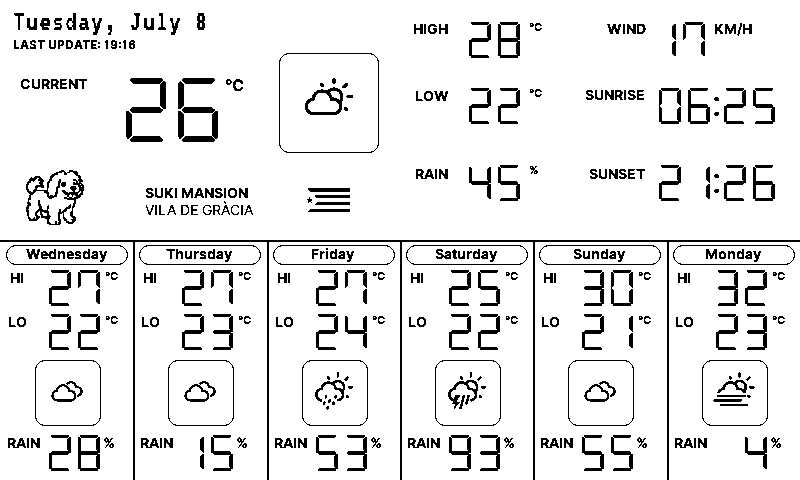 Tuesday, July 8
LAST UPDATE: 19:16
CURRENT 26 °C
HIGH 28 °C
LOW 22 °C
RAIN 45 %
WIND 17 KM/H
SUNRISE 06:25
SUNSET 21:26
SUKI MANSION
VILA DE GRÀCIA
Wednesday
HI 27 °C
LO 22 °C
RAIN 28 %
Thursday
HI 27 °C
LO 23 °C
RAIN 15 %
Friday
HI 27 °C
LO 24 °C
RAIN 53 %
Saturday
HI 25 °C
LO 22 °C
RAIN 93 %
Sunday
HI 30 °C
LO 21 °C
RAIN 55 %
Monday
HI 32 °C
LO 23 °C
RAIN 4 %